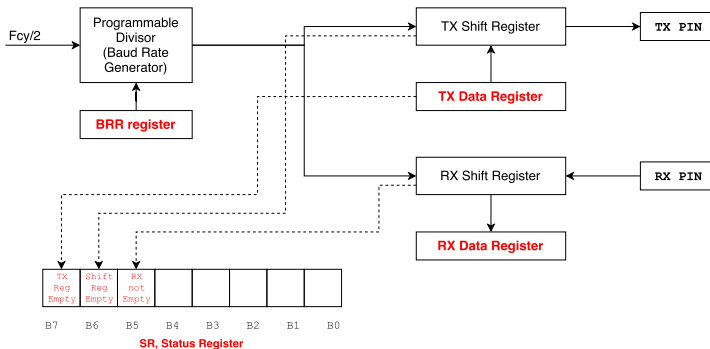 Fcy/2
Programmable
Divisor
(Baud Rate
Generator)
BRR register
TX Shift Register
TX PIN
TX Data Register
RX Shift Register
RX PIN
RX Data Register
TX
Reg
Empty
Shift
Reg
Empty
RX
not
Empty
B7 B6 B5 B4 B3 B2 B1 B0
SR, Status Register